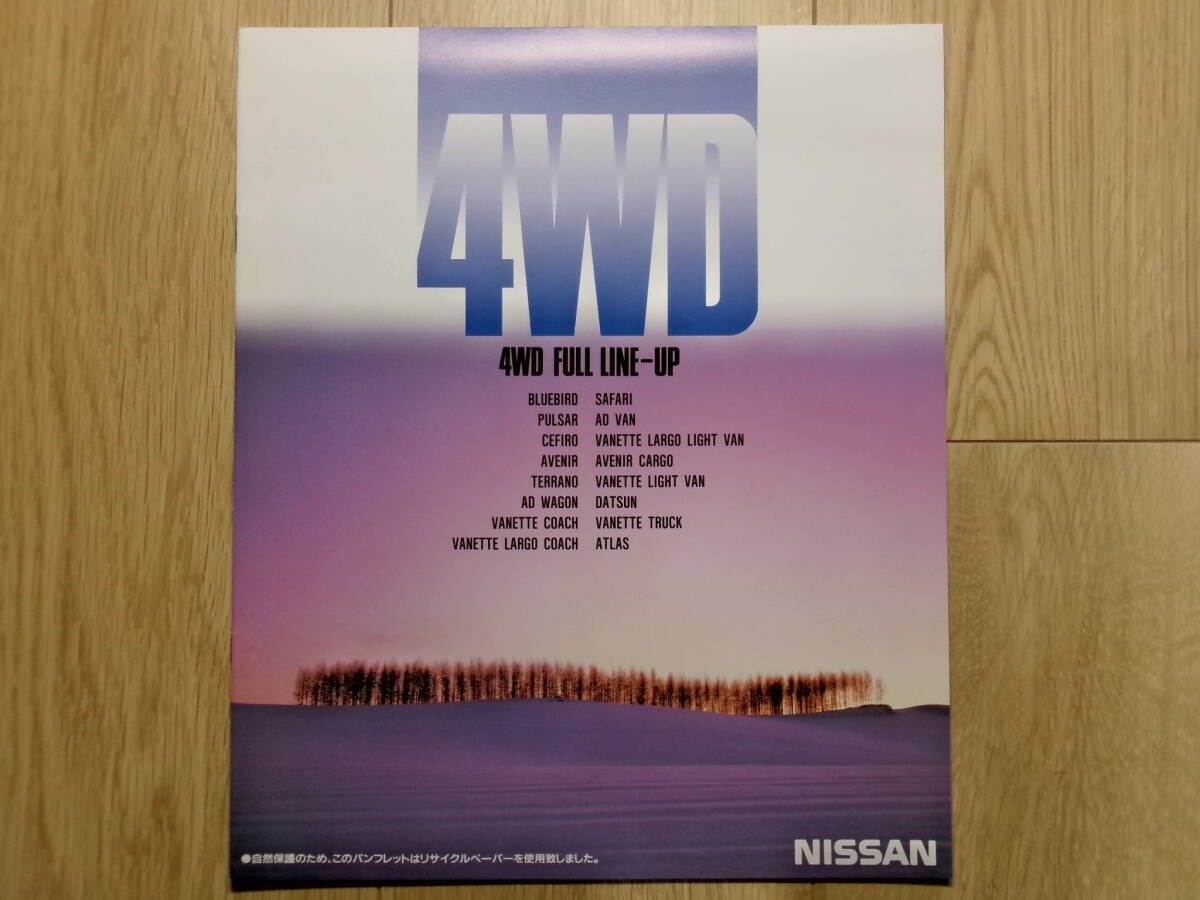 4WD
4WD FULL LINE-UP
BLUEBIRD SAFARI
PULSAR AD VAN
CEFIRO VANETTE LARGO LIGHT VAN
AVENIR AVENIR CARGO
TERRANO VANETTE LIGHT VAN
AD WAGON DATSUN
VANETTE COACH VANETTE TRUCK
VANETTE LARGO COACH ATLAS
●自然保護のため、このパンフレットはリサイクルペーパーを使用致しました。
NISSAN